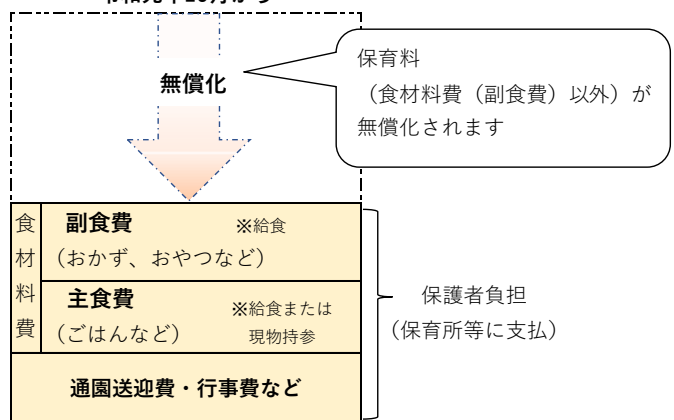 無償化
保育料
（食材料費（副食費）以外）が
無償化されます
食材料費
副食費 ※給食
（おかず、おやつなど）
主食費 ※給食または
（ごはんなど） 現物持参
保護者負担
（保育所等に支払）
通園送迎費・行事費など